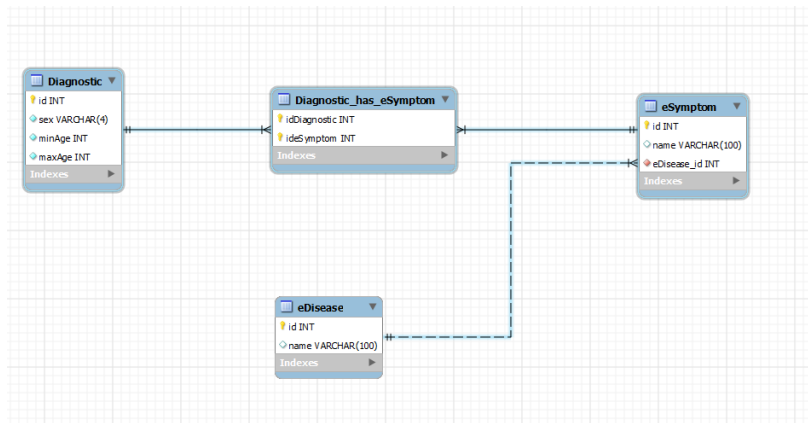 Diagnostic
id INT
sex VARCHAR(4)
minAge INT
maxAge INT
Indexes
Diagnostic_has_eSymptom
idDiagnostic INT
ideSymptom INT
Indexes
eSymptom
id INT
name VARCHAR(100)
eDisease_id INT
Indexes
eDisease
id INT
name VARCHAR(100)
Indexes